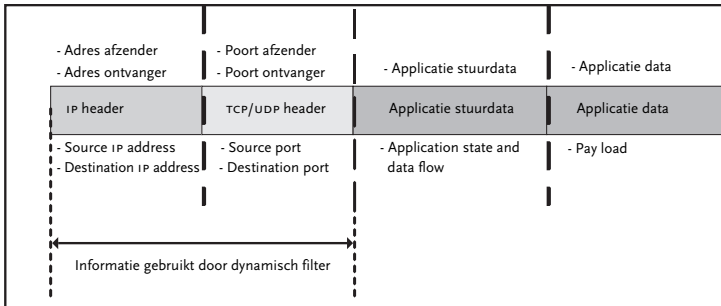 - Adres afzender
- Adres ontvanger
- Poort afzender
- Poort ontvanger
- Applicatie stuurdata
- Applicatie data
IP header
TCP/UDP header
Applicatie stuurdata
Applicatie data
- Source IP address
- Destination IP address
- Source port
- Destination port
- Application state and
data flow
- Pay load
Informatie gebruikt door dynamisch filter